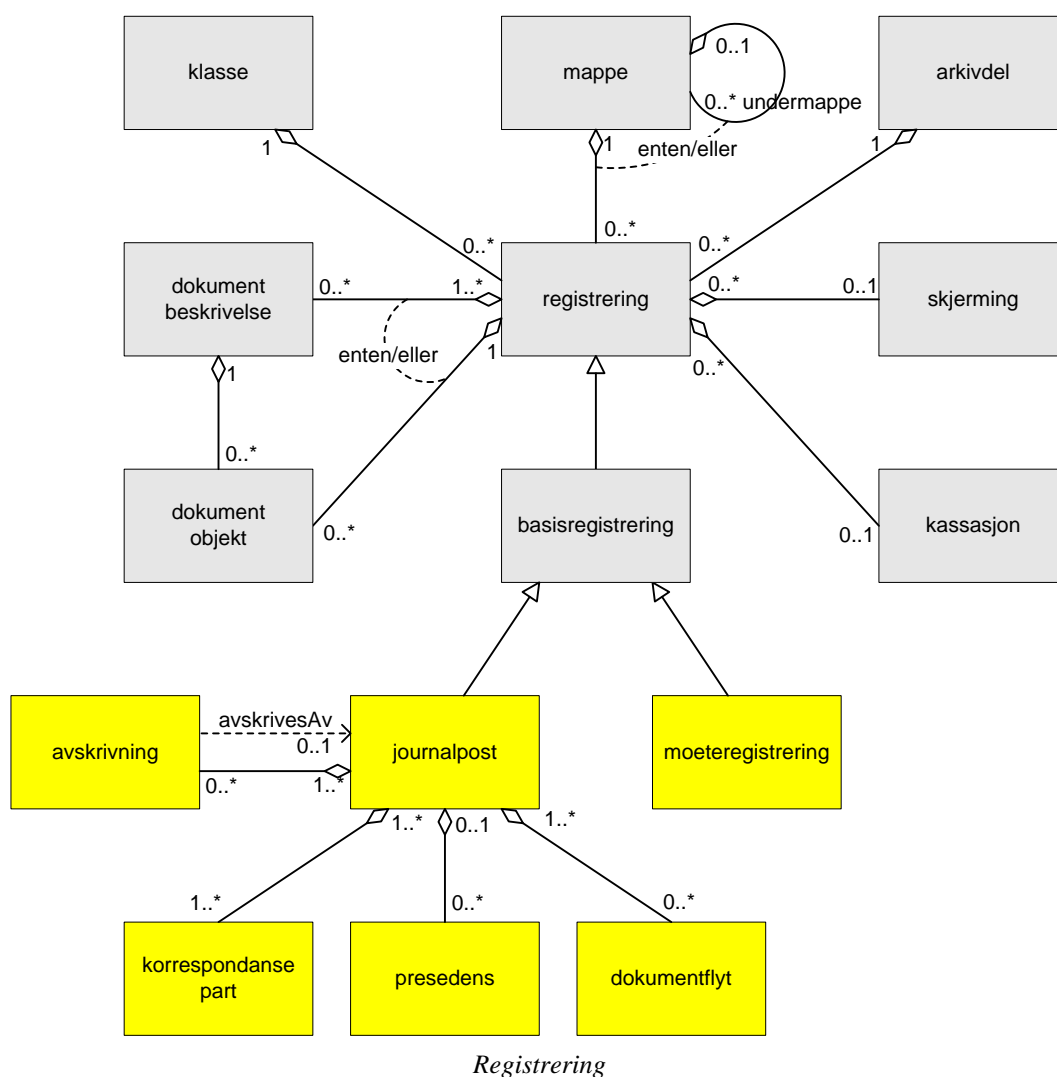 klasse
mappe
arkivdel
0..1
0..* undermappe
1
1
enten/eller
1
0..*
0..*
0..*
dokument
beskrivelse
0..*
1..*
registrering
0..*
0..1
skjerming
enten/eller
1
1
0..*
0..*
dokument
objekt
0..*
basisregistrering
0..1
kassasjon
avskrivning
avskrivesAv
0..1
0..*
1..*
journalpost
moeteregistrering
1..*
0..1
1..*
1..*
0..*
0..*
korrespondanse
part
presedens
dokumentflyt
Registrering